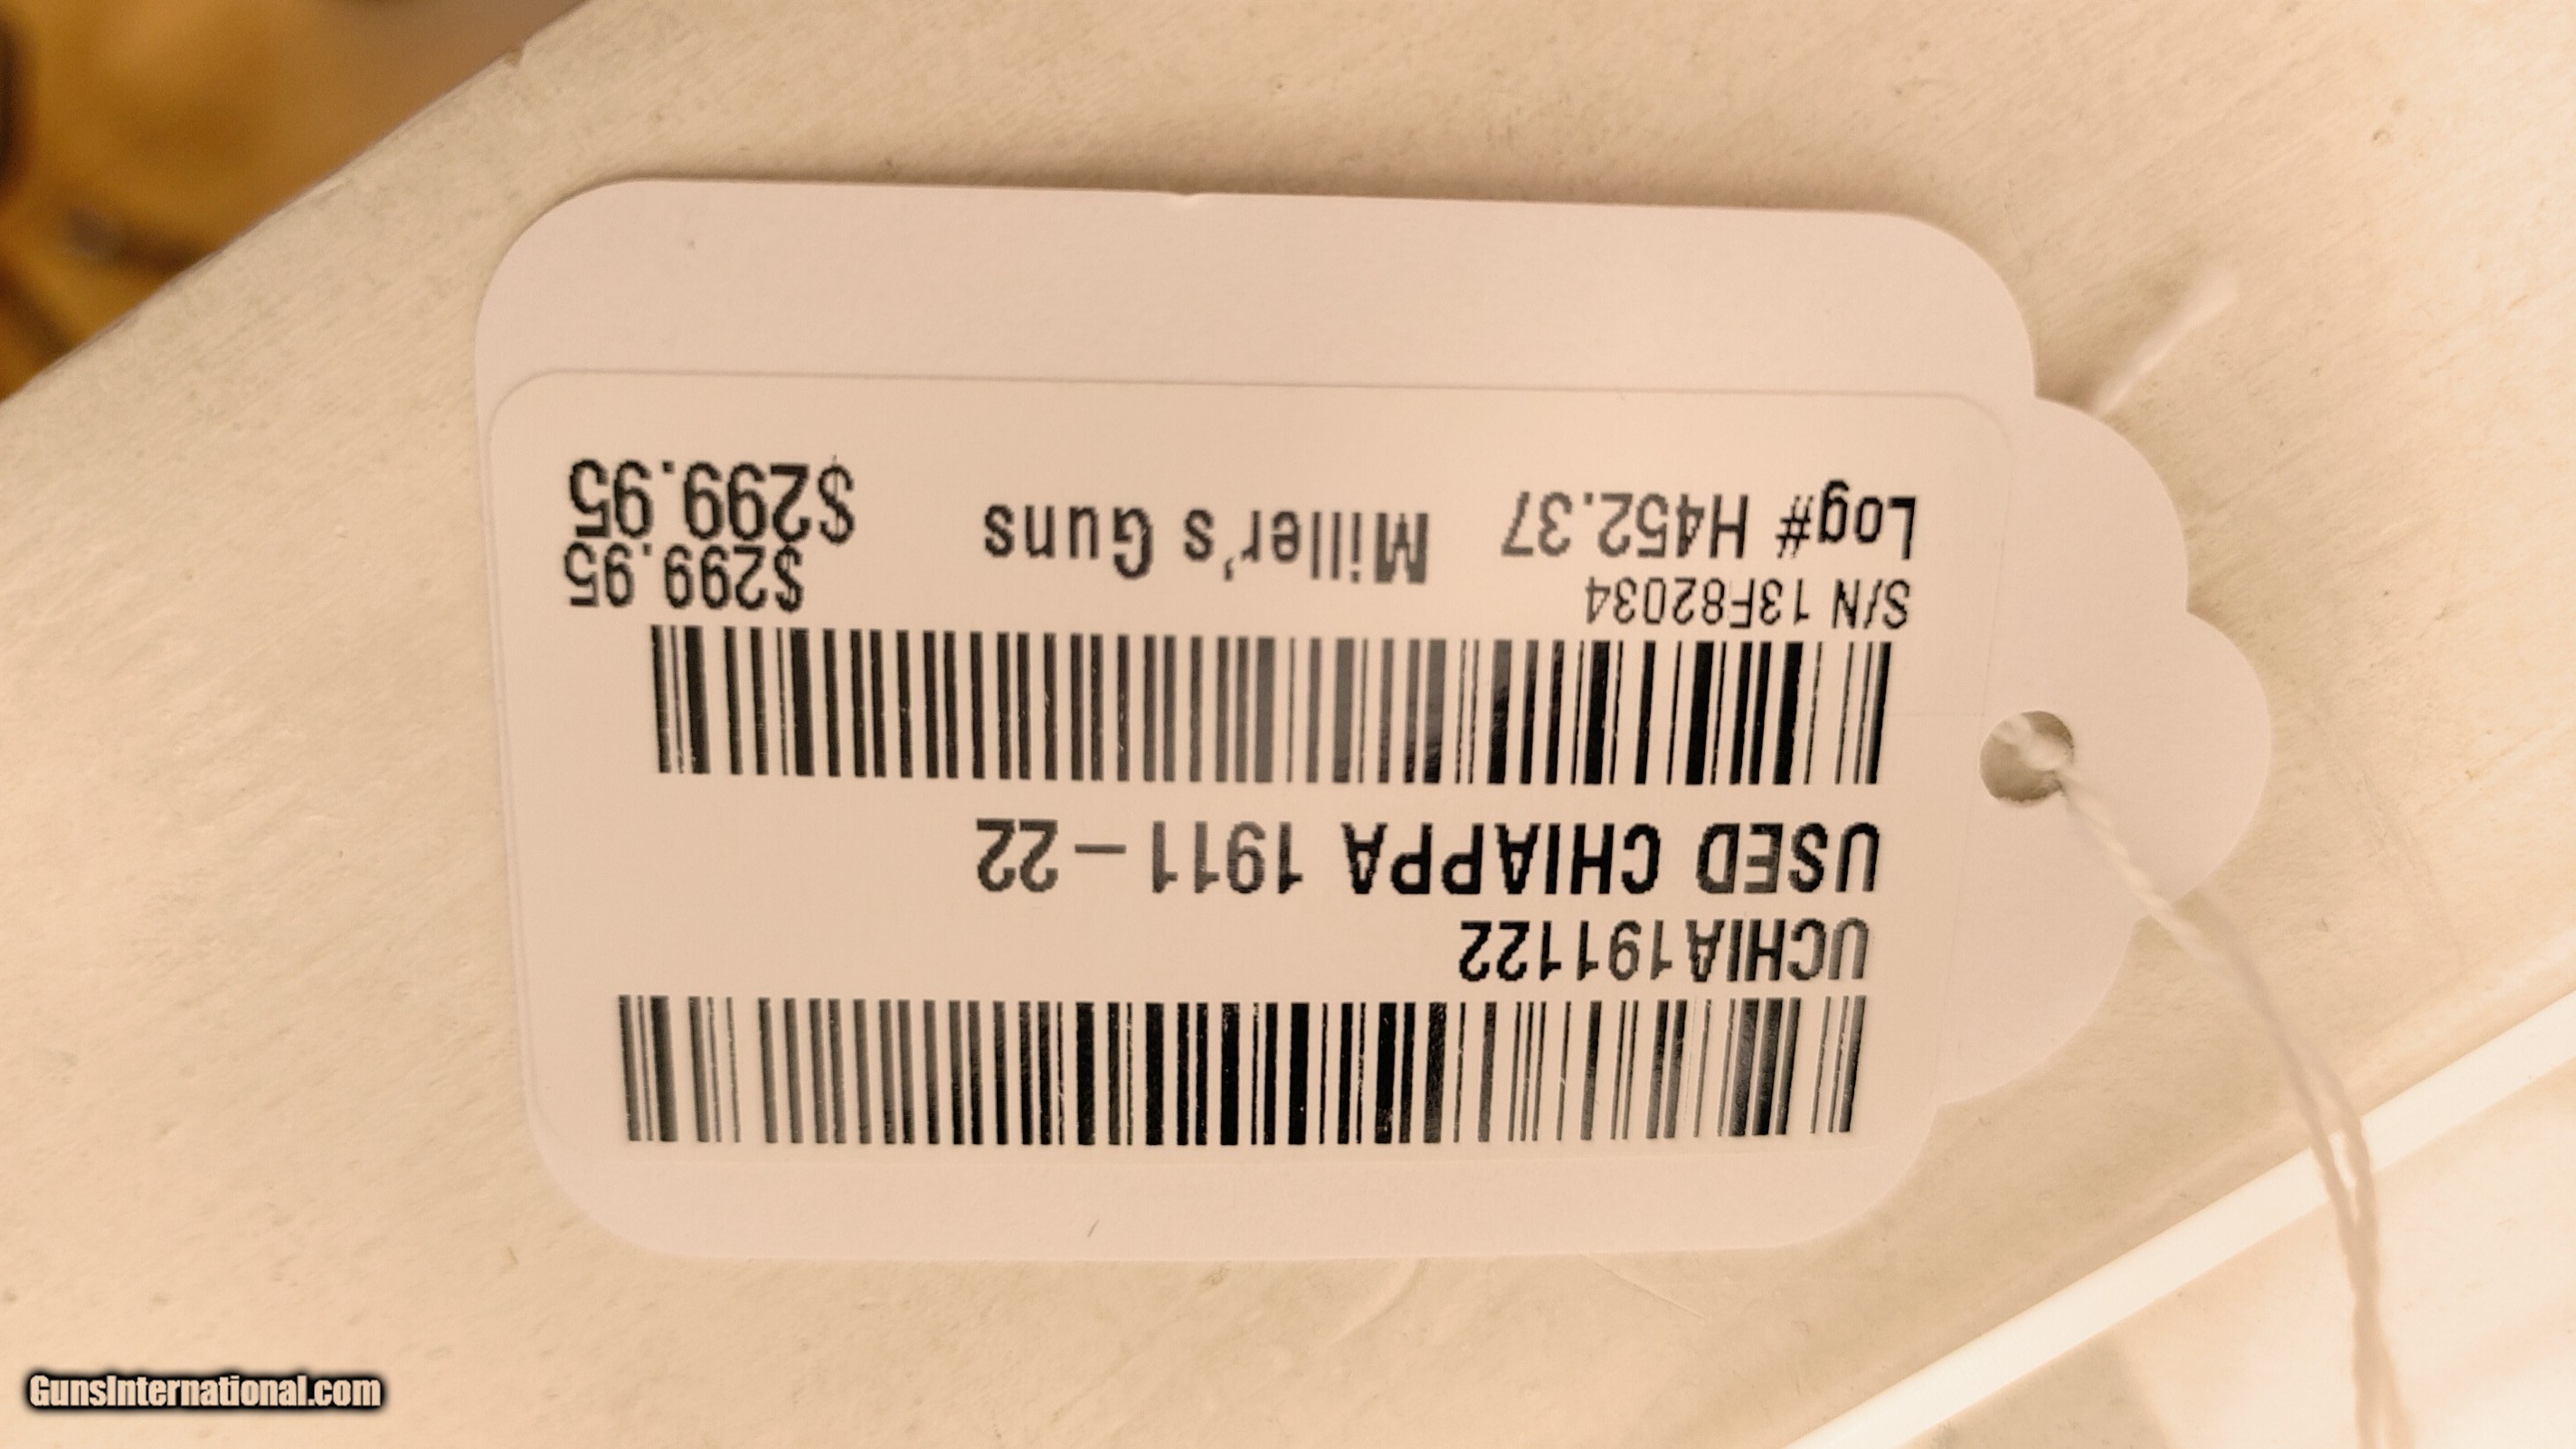 UCHIA191122
USED CHIAPPA 1911-22
S/N 13F82034
$299.95
Log# H452.37
Miller's Guns
$299.95
GunsInternational.com